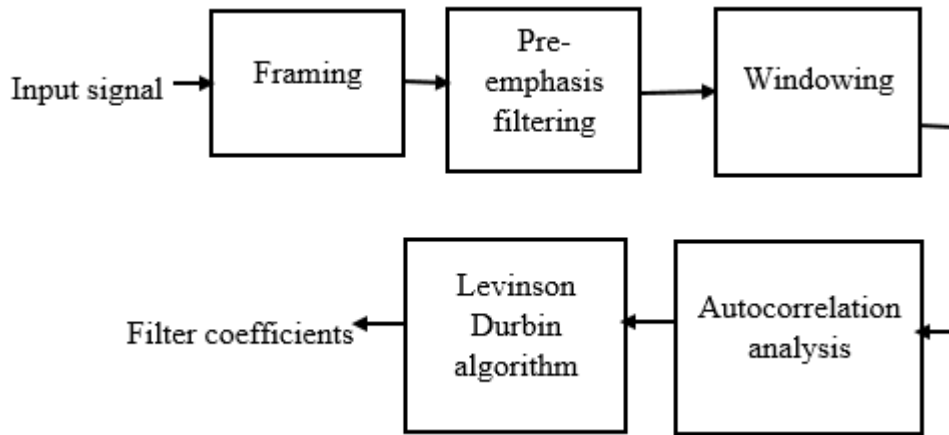 Input signal
Framing
Pre-
emphasis
filtering
Windowing
Filter coefficients
Levinson
Durbin
algorithm
Autocorrelation
analysis